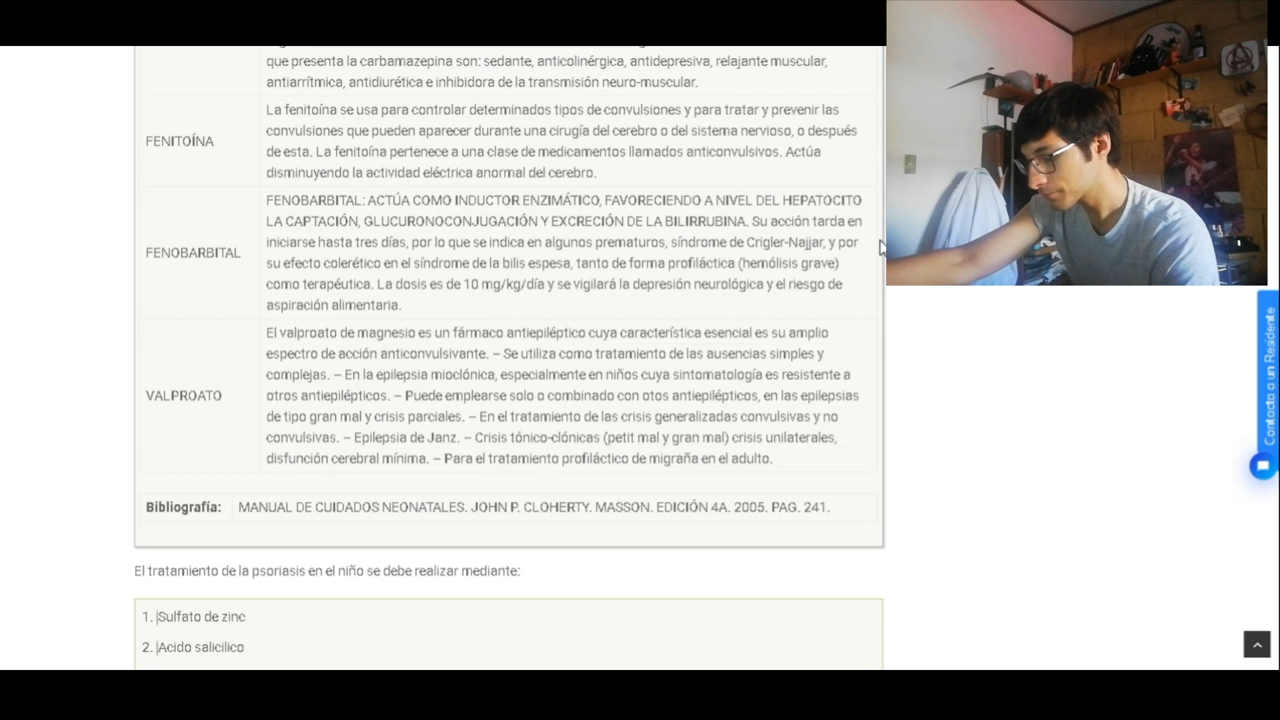 que presenta la carbamazepina son: sedante, anticolinérgica, antidepresiva, relajante muscular,
antiarrítmica, antidiurética e inhibidora de la transmisión neuro-muscular.
FENITOÍNA
La fenitoína se usa para controlar determinados tipos de convulsiones y para tratar y prevenir las
convulsiones que pueden aparecer durante una cirugía del cerebro o del sistema nervioso, o después
de esta. La fenitoína pertenece a una clase de medicamentos llamados anticonvulsivos. Actúa
disminuyendo la actividad eléctrica anormal del cerebro.
FENOBARBITAL
FENOBARBITAL: ACTÚA COMO INDUCTOR ENZIMÁTICO, FAVORECIENDO A NIVEL DEL HEPATOCITO
LA CAPTACIÓN, GLUCURONOCONJUGACIÓN Y EXCRECIÓN DE LA BILIRRUBINA. Su acción tarda en
iniciarse hasta tres días, por lo que se indica en algunos prematuros, síndrome de Crigler-Najjar, y por
su efecto colerético en el síndrome de la bilis espesa, tanto de forma profiláctica (hemólisis grave)
como terapéutica. La dosis es de 10 mg/kg/día y se vigilará la depresión neurológica y el riesgo de
aspiración alimentaria.
VALPROATO
El valproato de magnesio es un fármaco antiepiléptico cuya característica esencial es su amplio
espectro de acción anticonvulsivante. – Se utiliza como tratamiento de las ausencias simples y
complejas. – En la epilepsia mioclónica, especialmente en niños cuya sintomatología es resistente a
otros antiepilépticos. – Puede emplearse solo o combinado con otos antiepilépticos, en las epilepsias
de tipo gran mal y crisis parciales. – En el tratamiento de las crisis generalizadas convulsivas y no
convulsivas. – Epilepsia de Janz. – Crisis tónico-clónicas (petit mal y gran mal) crisis unilaterales,
disfunción cerebral mínima. – Para el tratamiento profiláctico de migraña en el adulto.
Bibliografía: MANUAL DE CUIDADOS NEONATALES. JOHN P. CLOHERTY. MASSON. EDICIÓN 4A. 2005. PAG. 241.
El tratamiento de la psoriasis en el niño se debe realizar mediante:
1. Sulfato de zinc
2. Acido salicilico
Contacta a un Residente